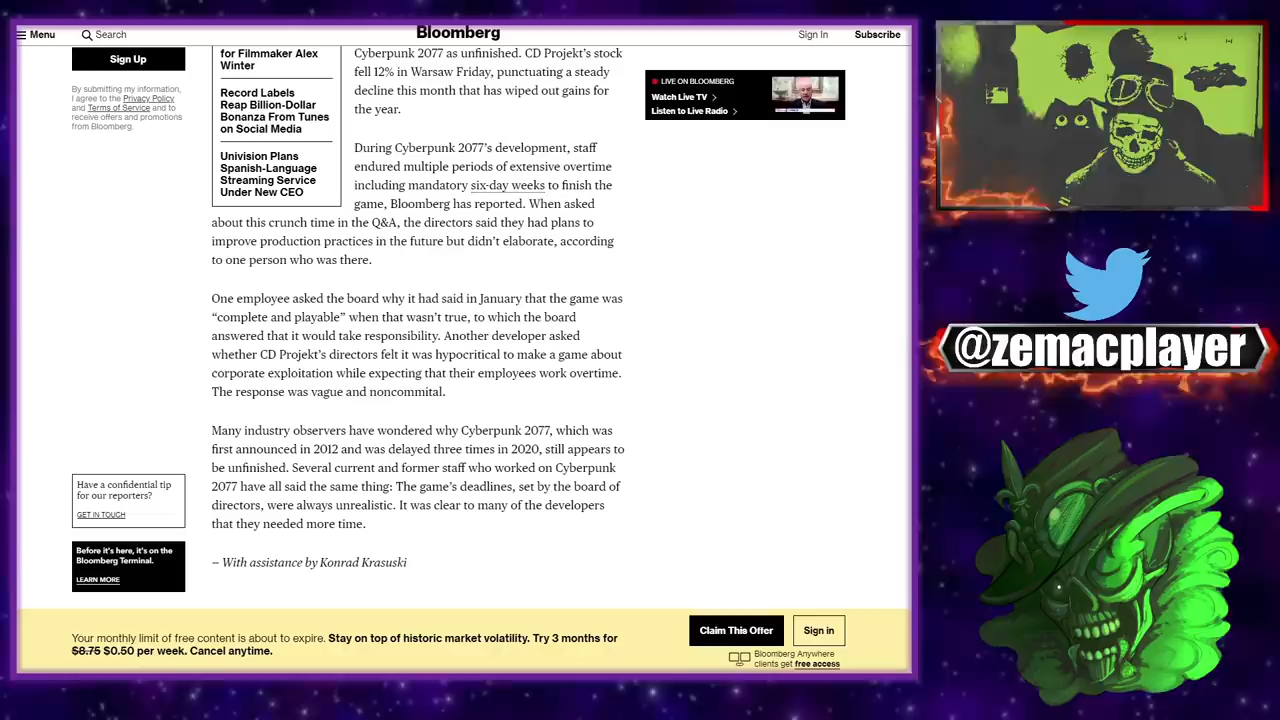 Menu
Search
Bloomberg
Sign In
Subscribe
Sign Up
By submitting my information,
I agree to the Privacy Policy
and Terms of Service and to
receive offers and promotions
from Bloomberg.
for Filmmaker Alex
Winter
Record Labels
Reap Billion-Dollar
Bonanza From Tunes
on Social Media
Univision Plans
Spanish-Language
Streaming Service
Under New CEO
Cyberpunk 2077 as unfinished. CD Projekt’s stock
fell 12% in Warsaw Friday, punctuating a steady
decline this month that has wiped out gains for
the year.
During Cyberpunk 2077’s development, staff
endured multiple periods of extensive overtime
including mandatory six-day weeks to finish the
game, Bloomberg has reported. When asked
about this crunch time in the Q&A, the directors said they had plans to
improve production practices in the future but didn’t elaborate, according
to one person who was there.
One employee asked the board why it had said in January that the game was
“complete and playable” when that wasn’t true, to which the board
answered that it would take responsibility. Another developer asked
whether CD Projekt’s directors felt it was hypocritical to make a game about
corporate exploitation while expecting that their employees work overtime.
The response was vague and noncommital.
Many industry observers have wondered why Cyberpunk 2077, which was
first announced in 2012 and was delayed three times in 2020, still appears to
be unfinished. Several current and former staff who worked on Cyberpunk
2077 have all said the same thing: The game’s deadlines, set by the board of
directors, were always unrealistic. It was clear to many of the developers
that they needed more time.
— With assistance by Konrad Krasuski
LIVE ON BLOOMBERG
Watch Live TV
Listen to Live Radio
Have a confidential tip
for our reporters?
GET IN TOUCH
Before it's here, it's on the
Bloomberg Terminal.
LEARN MORE
Your monthly limit of free content is about to expire. Stay on top of historic market volatility. Try 3 months for
$8.75 $0.50 per week. Cancel anytime.
Claim This Offer
Sign in
Bloomberg Anywhere
clients get free access
@zemacplayer